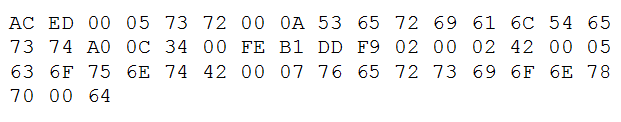 AC ED 00 05 73 72 00 0A 53 65 72 69 61 6C 54 65
73 74 A0 0C 34 00 FE B1 DD F9 02 00 02 42 00 05
63 6F 75 6E 74 42 00 07 76 65 72 73 69 6F 6E 78
70 00 64